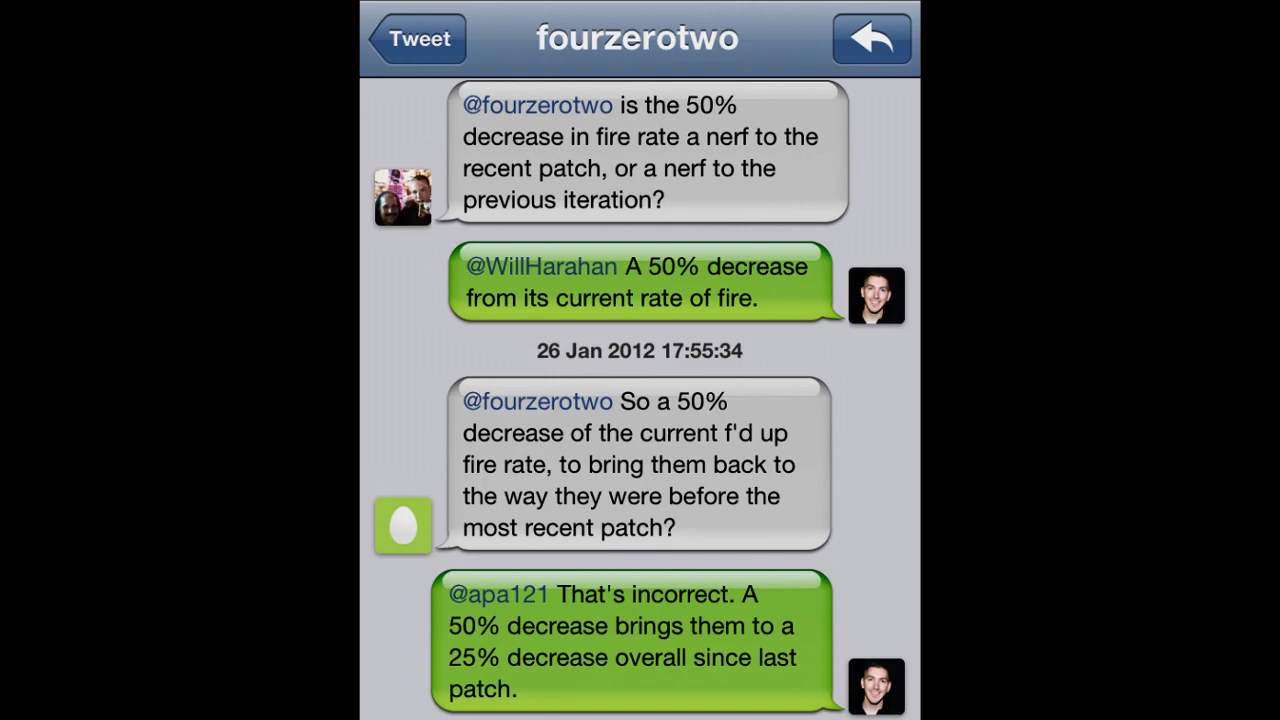 Tweet
fourzerotwo
@fourzerotwo is the 50%
decrease in fire rate a nerf to the
recent patch, or a nerf to the
previous iteration?
@WillHarahan A 50% decrease
from its current rate of fire.
26 Jan 2012 17:55:34
@fourzerotwo So a 50%
decrease of the current f'd up
fire rate, to bring them back to
the way they were before the
most recent patch?
@apa121 That's incorrect. A
50% decrease brings them to a
25% decrease overall since last
patch.